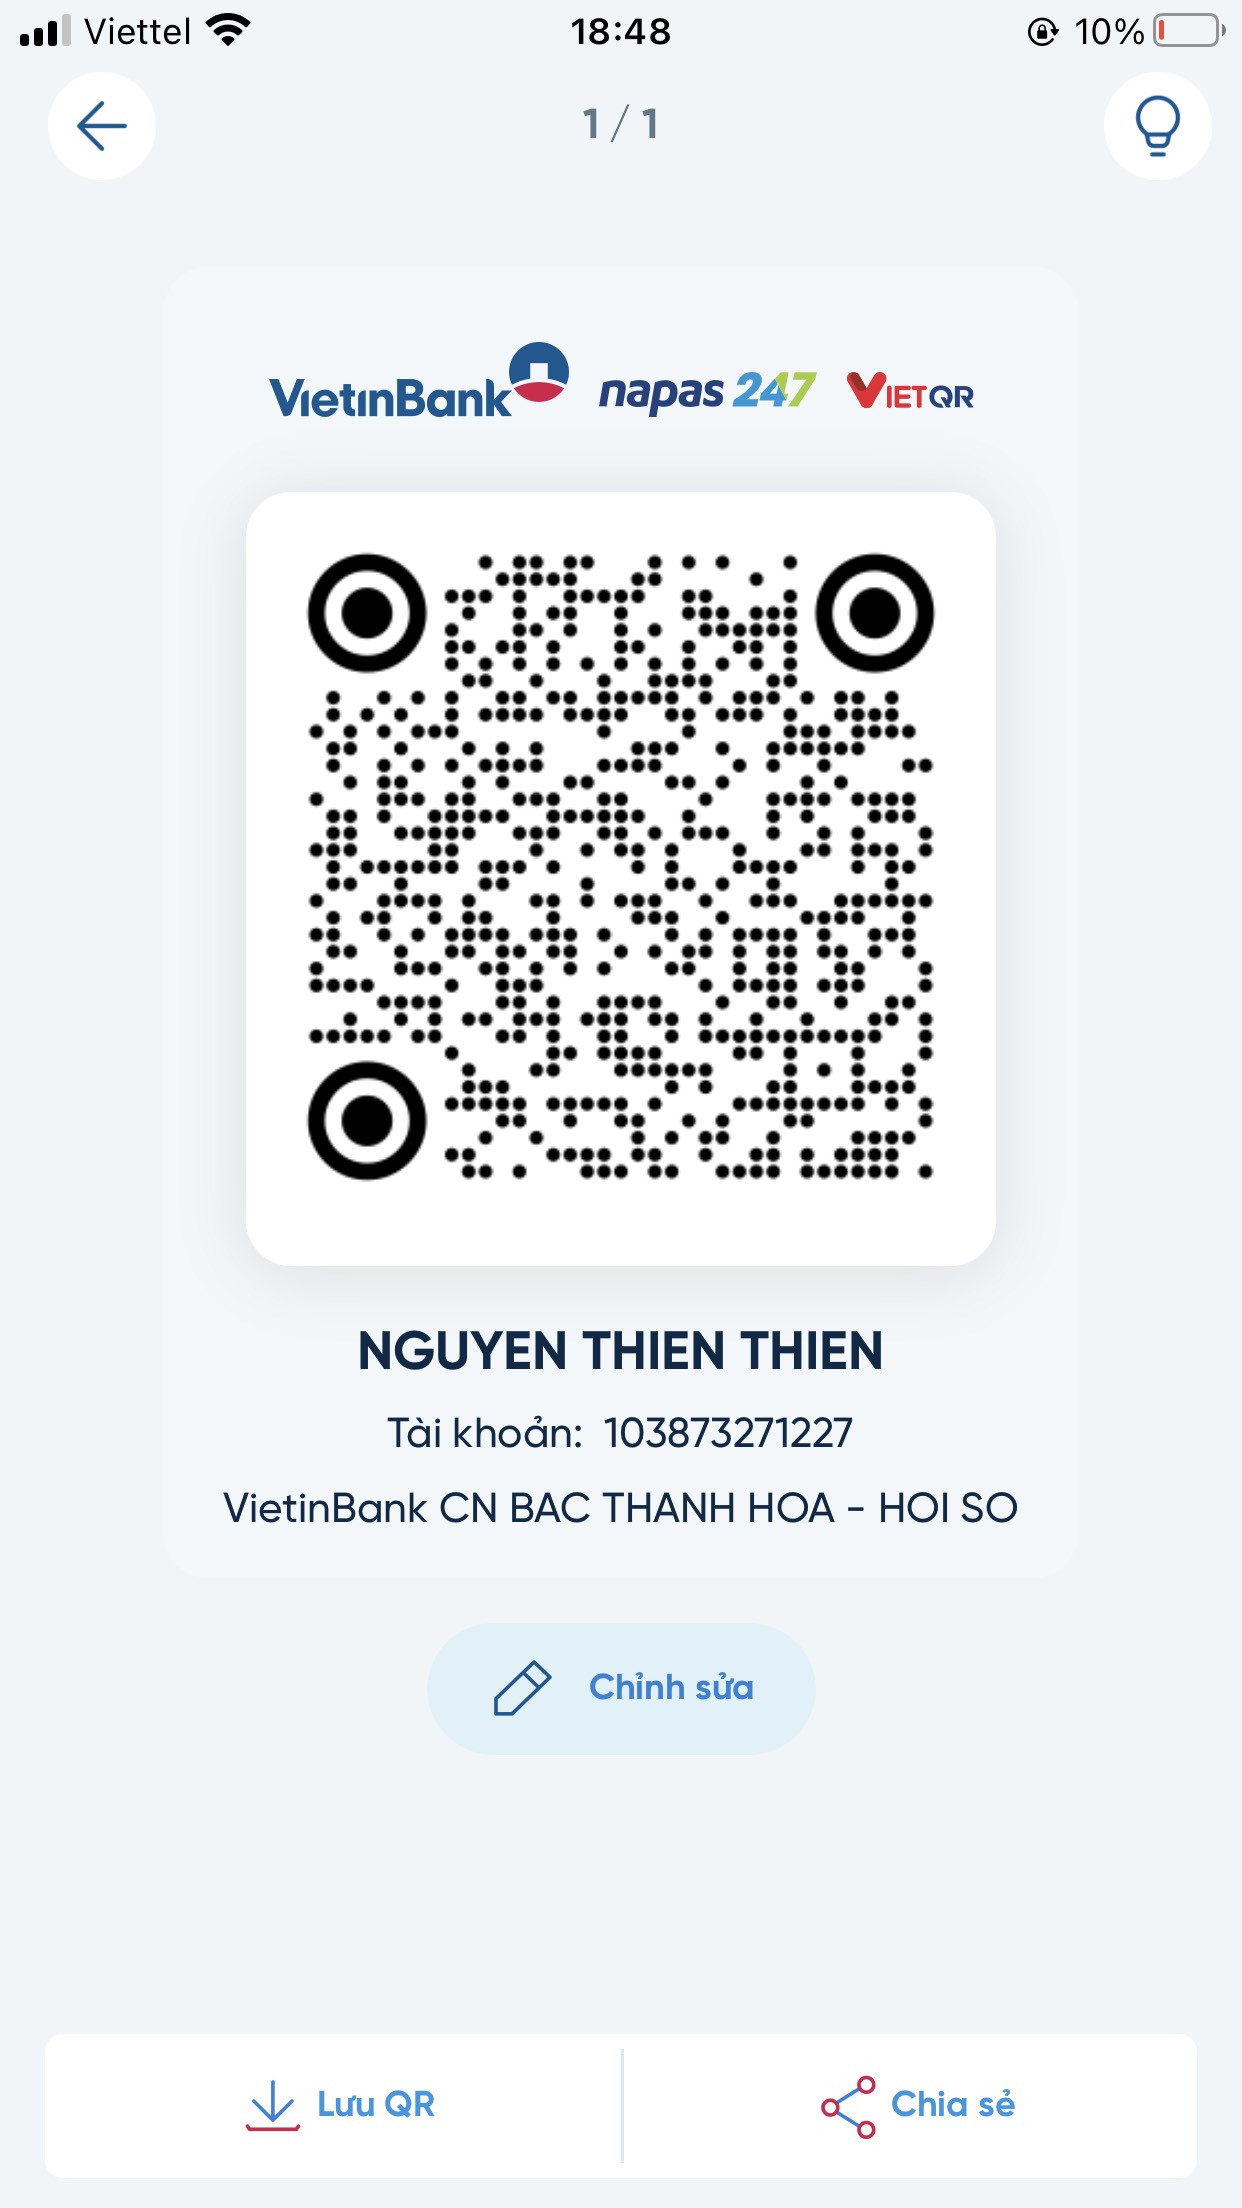 Viettel 18:48 10%
1 / 1
VietinBank napas 247 VIETQR
NGUYEN THIEN THIEN
Tài khoản: 103873271227
VietinBank CN BAC THANH HOA - HOI SO
Chỉnh sửa
Lưu QR Chia sẻ